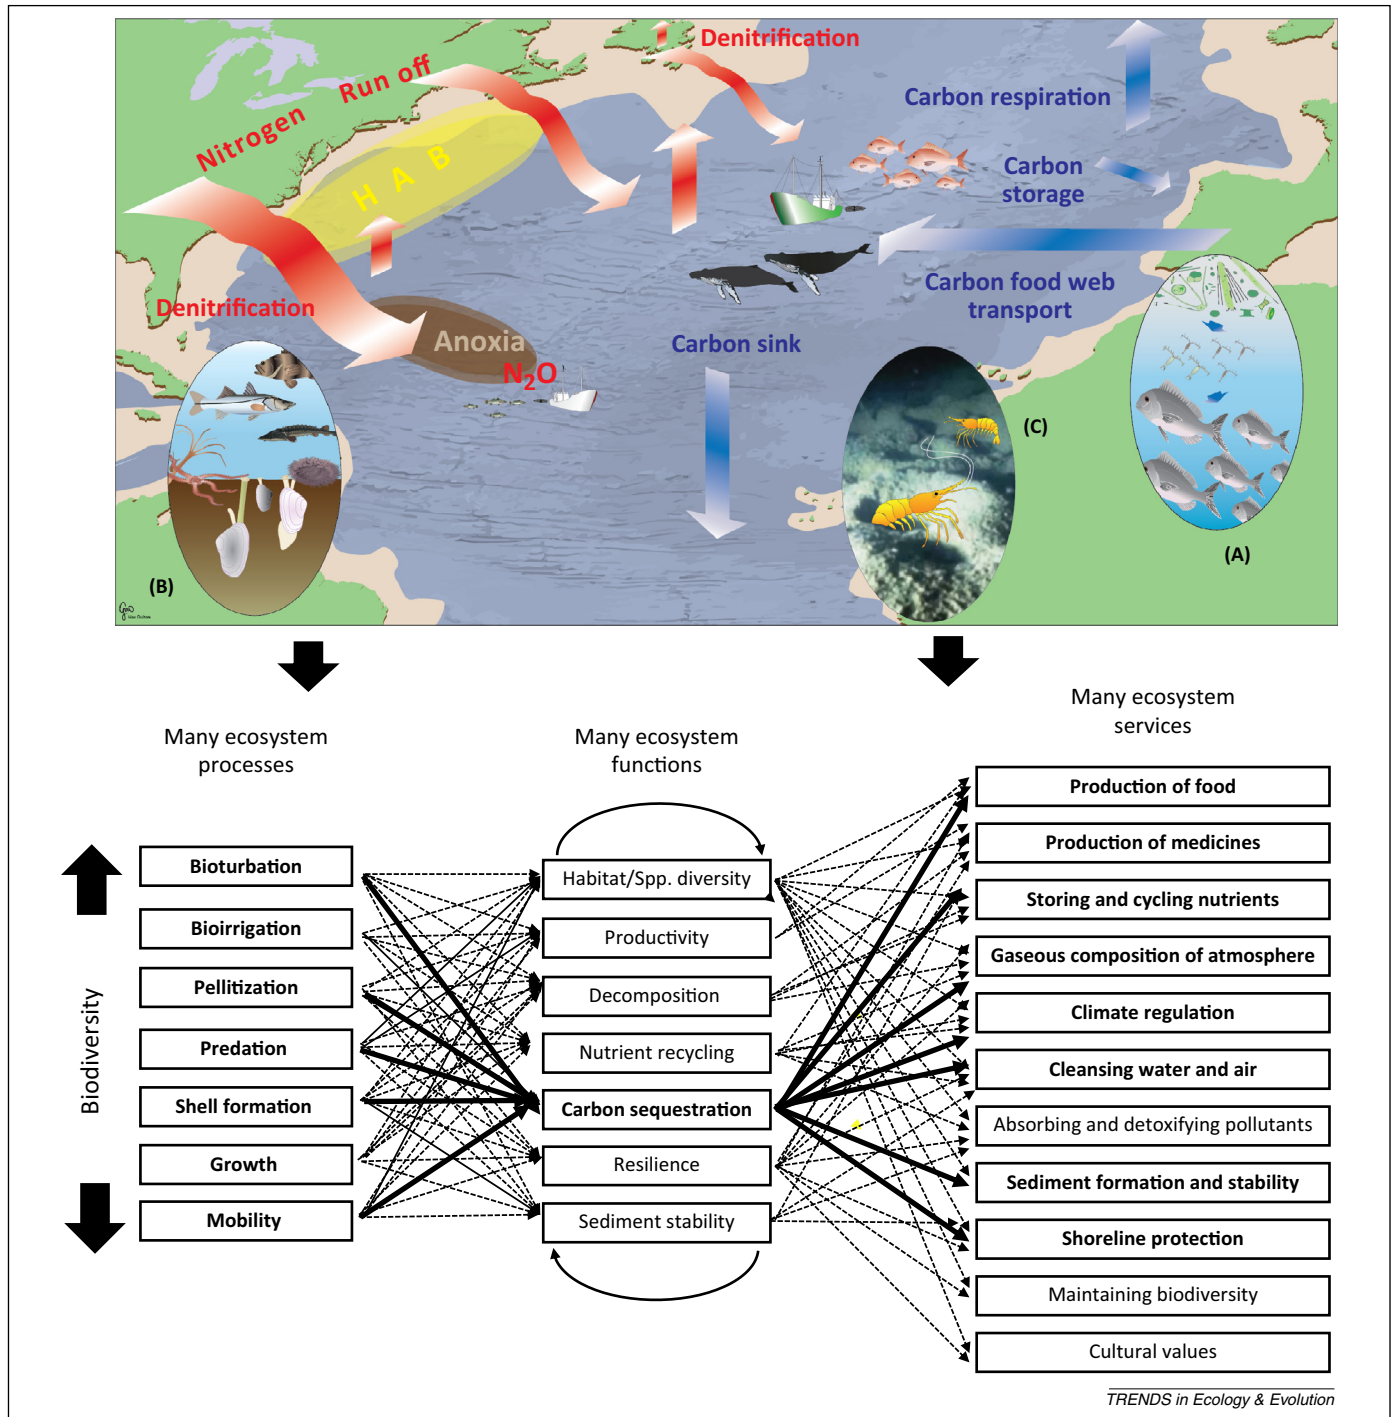 Denitrification
Nitrogen Run off
Carbon respiration
H A B
Carbon
storage
Carbon food web
transport
Denitrification
Anoxia
N₂O
Carbon sink
(C)
(A)
(B)
Many ecosystem
processes
Many ecosystem
functions
Many ecosystem
services
Biodiversity
Bioturbation
Bioirrigation
Pellitization
Predation
Shell formation
Growth
Mobility
Habitat/Spp. diversity
Productivity
Decomposition
Nutrient recycling
Carbon sequestration
Resilience
Sediment stability
Production of food
Production of medicines
Storing and cycling nutrients
Gaseous composition of atmosphere
Climate regulation
Cleansing water and air
Absorbing and detoxifying pollutants
Sediment formation and stability
Shoreline protection
Maintaining biodiversity
Cultural values
TRENDS in Ecology & Evolution